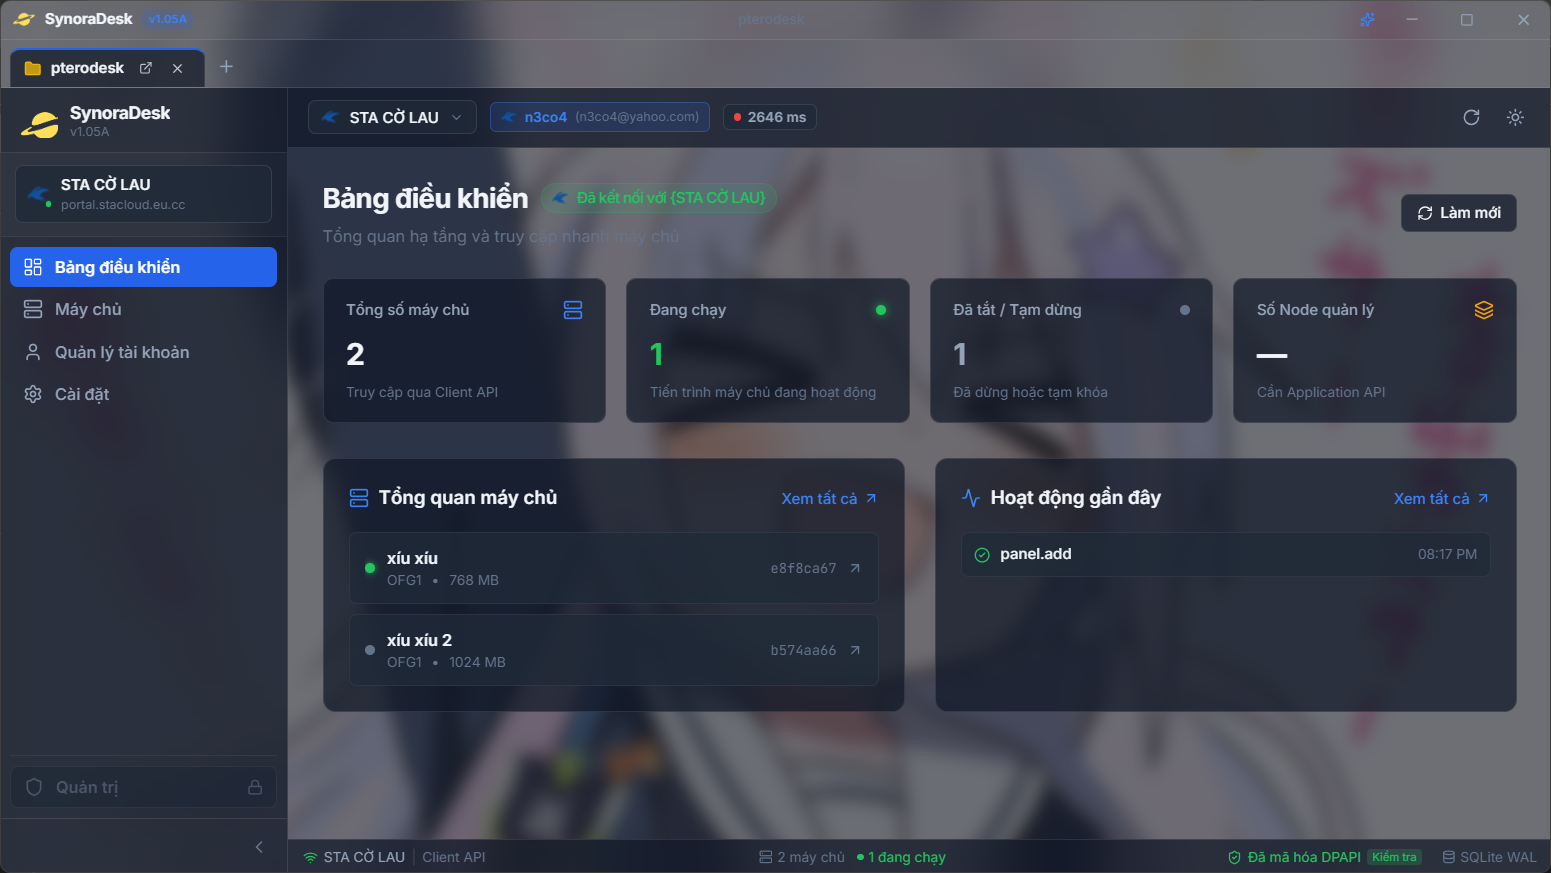 SynoraDesk v1.05A
pterodesk
pterodesk
SynoraDesk
v1.05A
STA CỜ LAU
portal.stacloud.eu.cc
STA CỜ LAU
n3co4 (n3co4@yahoo.com)
2646 ms
Bảng điều khiển
Máy chủ
Quản lý tài khoản
Cài đặt
Quản trị
Bảng điều khiển
Đã kết nối với {STA CỜ LAU}
Tổng quan hạ tầng và truy cập nhanh máy chủ
Làm mới
Tổng số máy chủ
2
Truy cập qua Client API
Đang chạy
1
Tiến trình máy chủ đang hoạt động
Đã tắt / Tạm dừng
1
Đã dừng hoặc tạm khóa
Số Node quản lý
—
Cần Application API
Tổng quan máy chủ
Xem tất cả
xíu xíu
OFG1 • 768 MB
e8f8ca67
xíu xíu 2
OFG1 • 1024 MB
b574aa66
Hoạt động gần đây
Xem tất cả
panel.add
08:17 PM
STA CỜ LAU
Client API
2 máy chủ
1 đang chạy
Đã mã hóa DPAPI
Kiểm tra
SQLite WAL